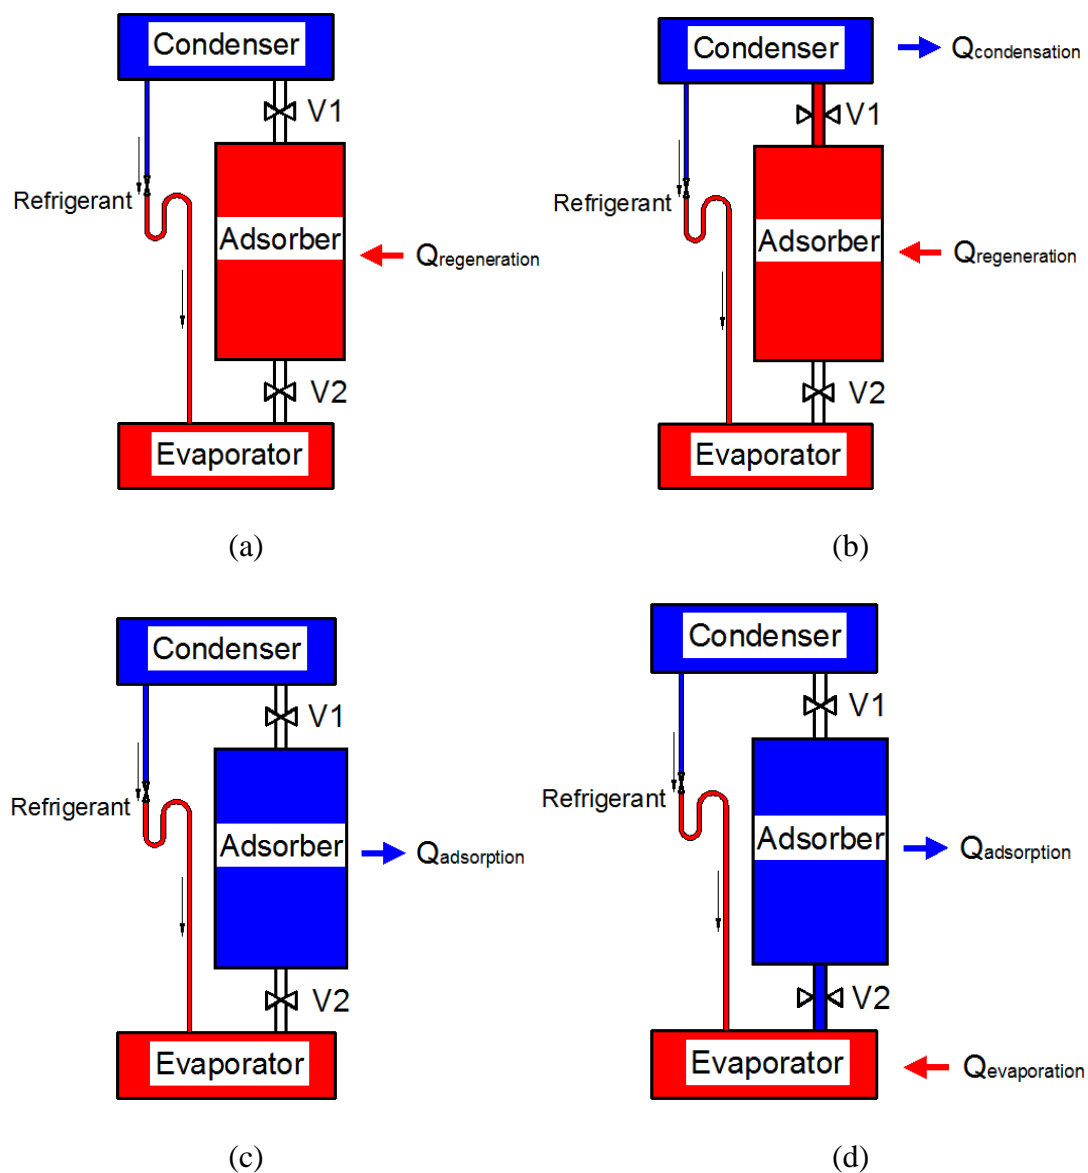 Condenser
V1
Refrigerant
Adsorber
Qregeneration
V2
Evaporator
(a)
Condenser
Qcondensation
V1
Refrigerant
Adsorber
Qregeneration
V2
Evaporator
(b)
Condenser
V1
Refrigerant
Adsorber
Qadsorption
V2
Evaporator
(c)
Condenser
V1
Refrigerant
Adsorber
Qadsorption
V2
Evaporator
Qevaporation
(d)